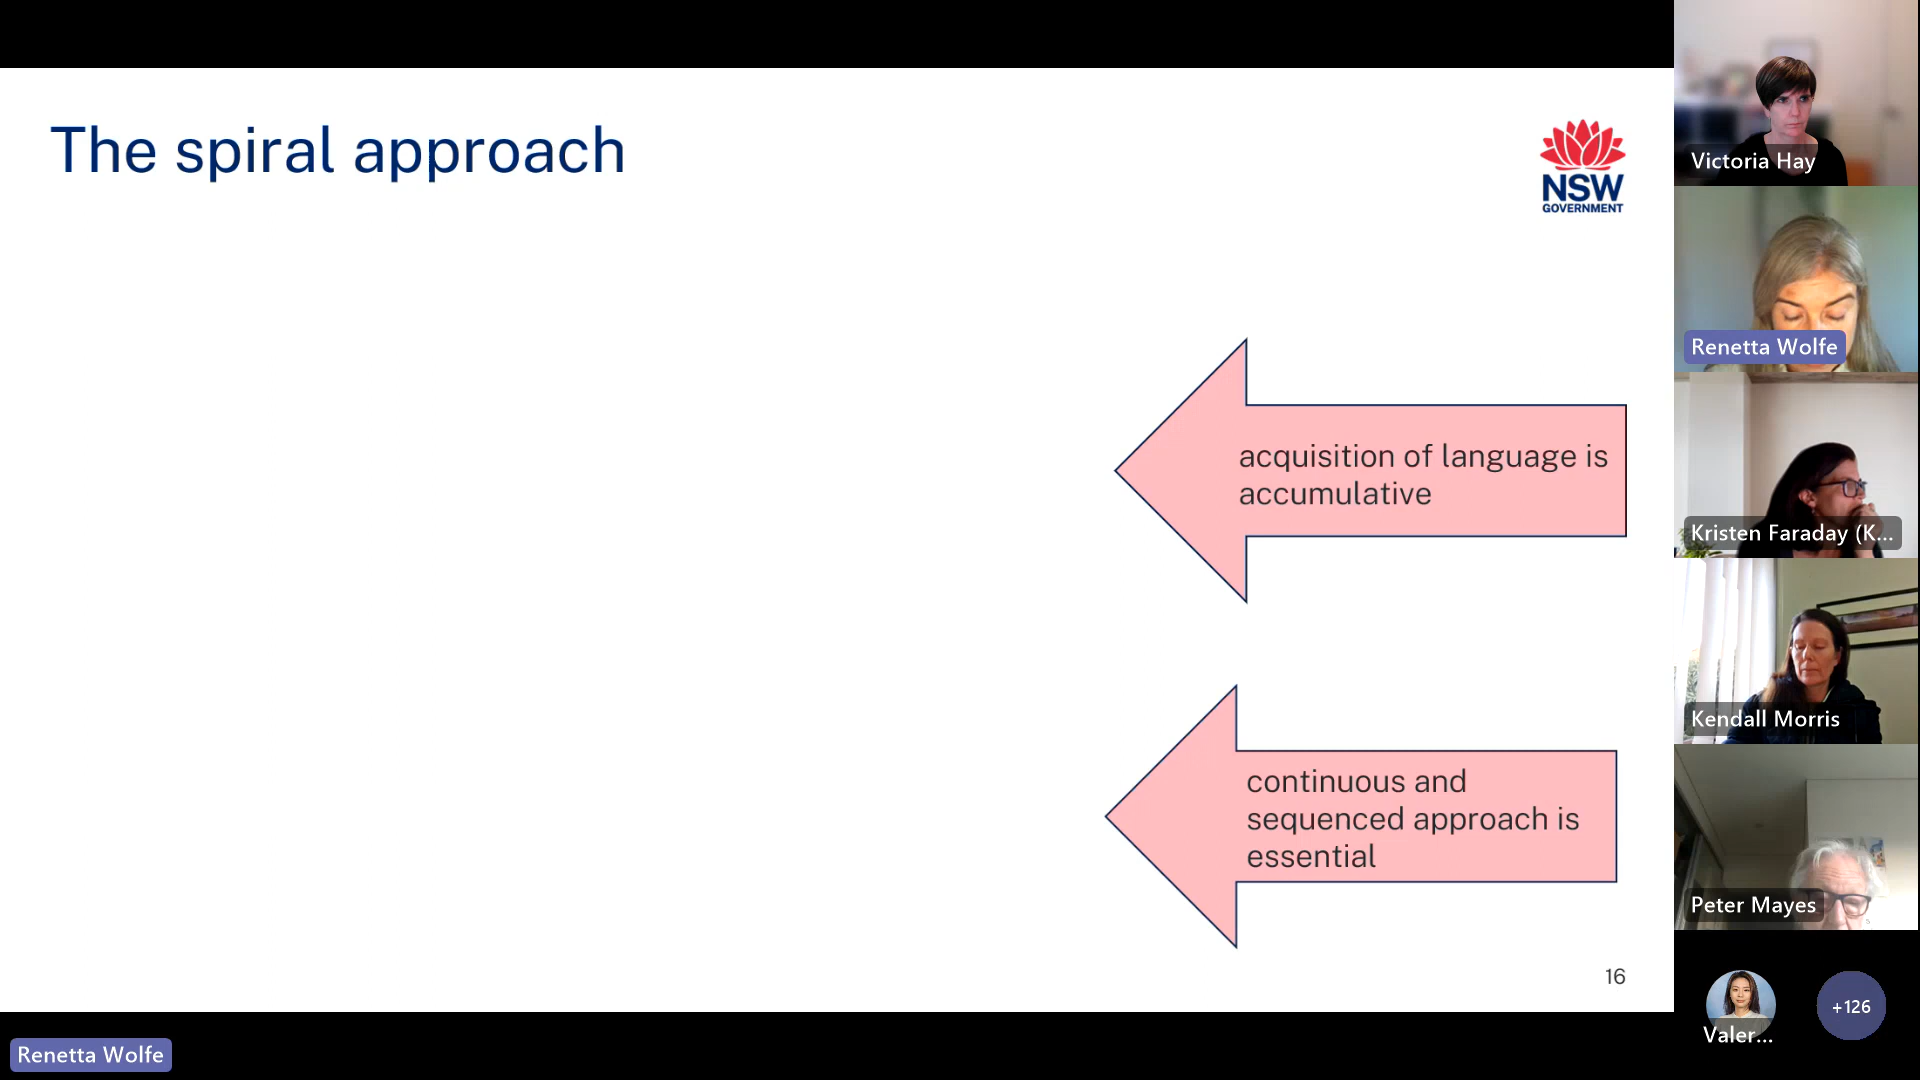 The spiral approach
NSW
GOVERNMENT
acquisition of language is
accumulative
continuous and
sequenced approach is
essential
16
Victoria Hay
Renetta Wolfe
Kristen Faraday (K...
Kendall Morris
Peter Mayes
Valer...
+126
Renetta Wolfe